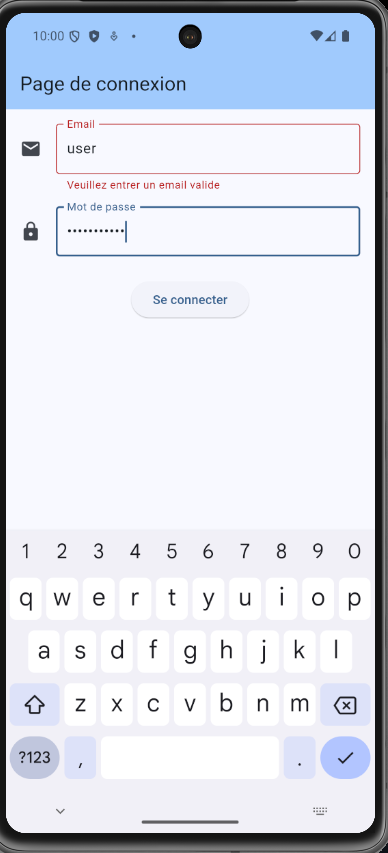 10:00
Page de connexion
Email
user
Veuillez entrer un email valide
Mot de passe
•••••••••••
Se connecter
1 2 3 4 5 6 7 8 9 0
q w e r t y u i o p
a s d f g h j k l
z x c v b n m
?123 , .